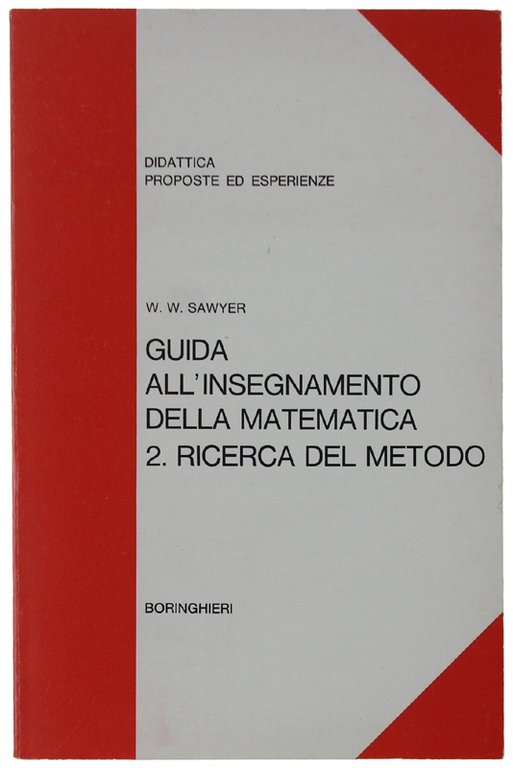 DIDATTICA
PROPOSTE ED ESPERIENZE
W. W. SAWYER
GUIDA
ALL'INSEGNAMENTO
DELLA MATEMATICA
2. RICERCA DEL METODO
BORINGHIERI